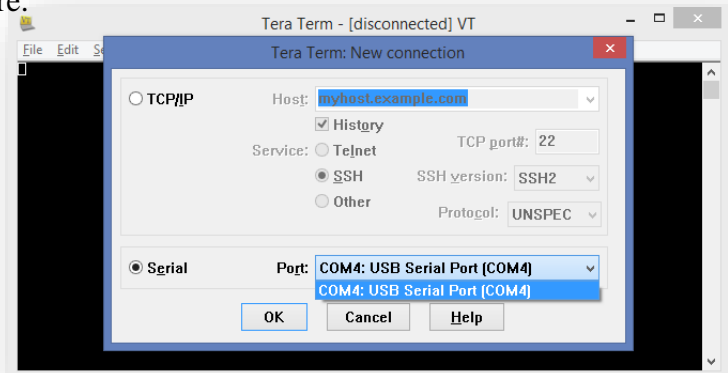 re.
Tera Term - [disconnected] VT
File Edit Se
Tera Term: New connection
TCP/IP Host: myhost.example.com
History
Service: Telnet TCP port#: 22
SSH SSH version: SSH2
Other Protocol: UNSPEC
Serial Port: COM4: USB Serial Port (COM4)
COM4: USB Serial Port (COM4)
OK Cancel Help